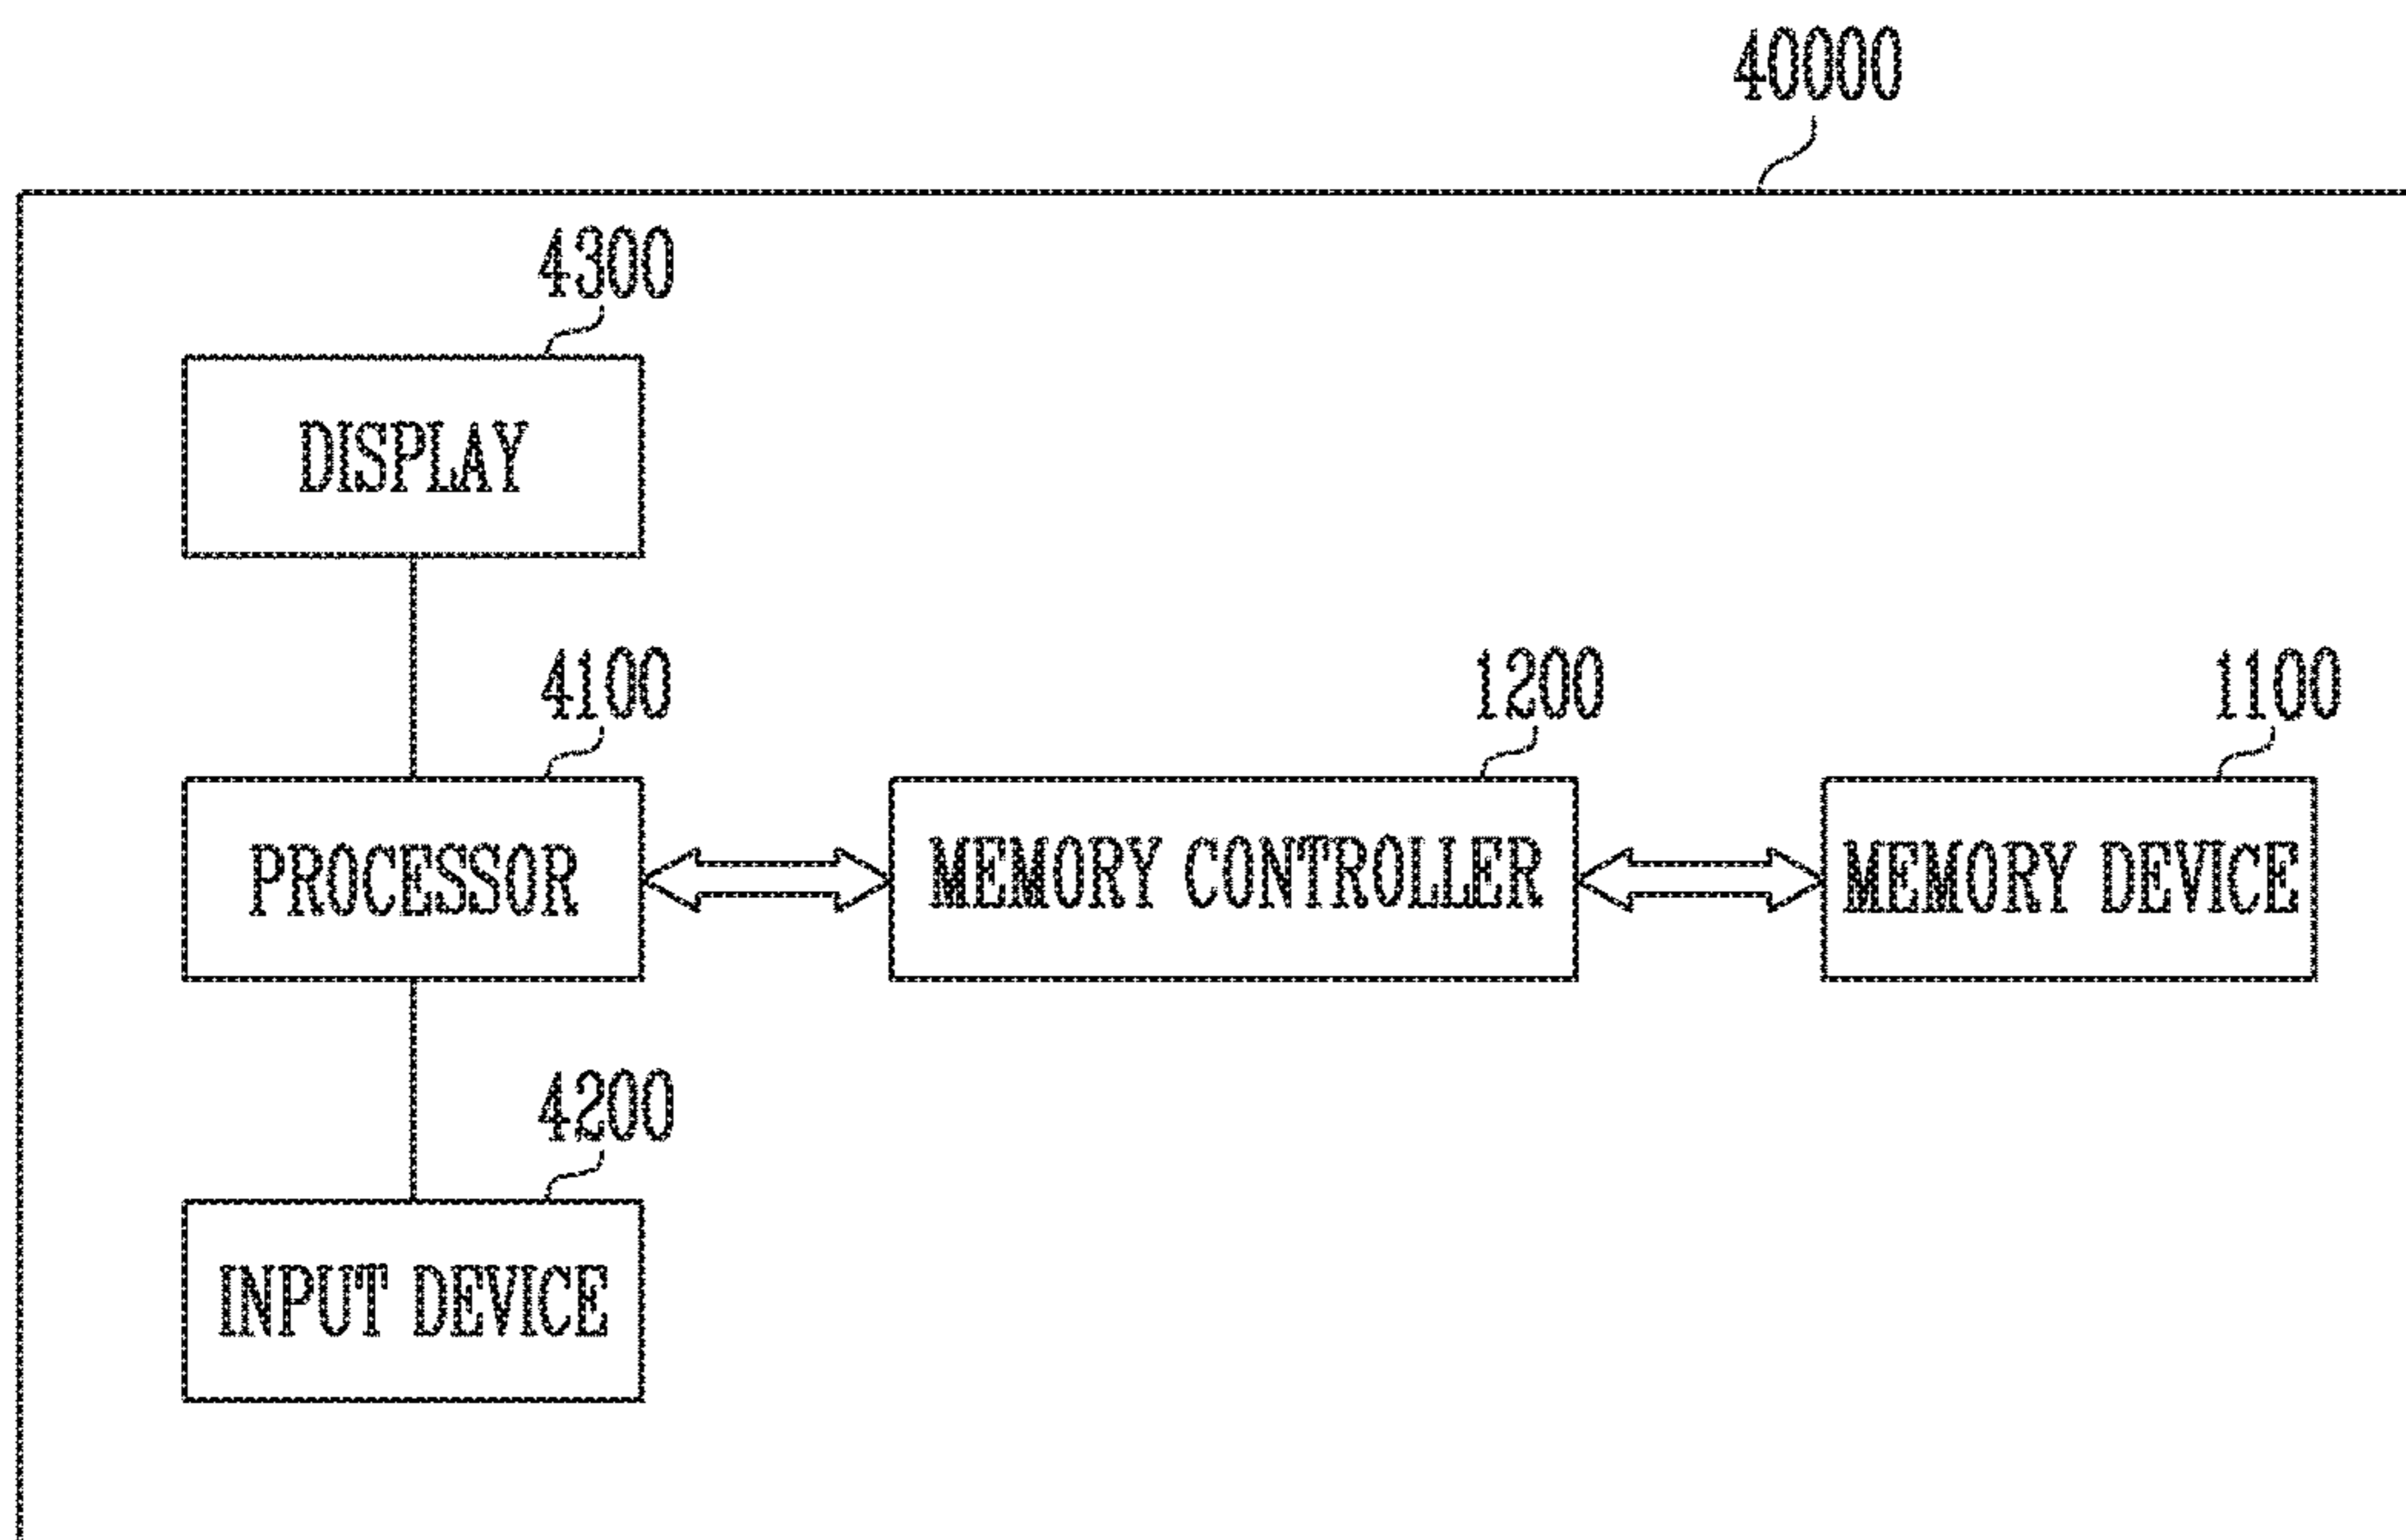 40000
4300
DISPLAY
4100
1200
1100
PROCESSOR
MEMORY CONTROLLER
MEMORY DEVICE
4200
INPUT DEVICE